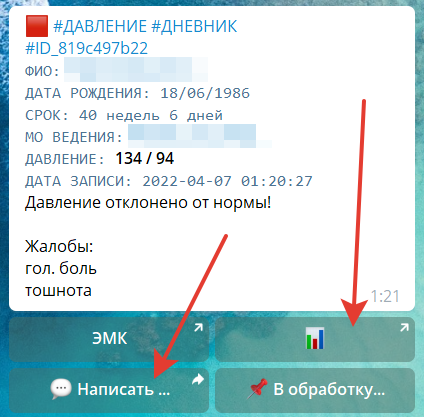 #ДАВЛЕНИЕ #ДНЕВНИК
#ID_819c497b22
ФИО:
ДАТА РОЖДЕНИЯ: 18/06/1986
СРОК: 40 недель 6 дней
МО ВЕДЕНИЯ:
ДАВЛЕНИЕ: 134 / 94
ДАТА ЗАПИСИ: 2022-04-07 01:20:27
Давление отклонено от нормы!
Жалобы:
гол. боль
тошнота
1:21
ЭМК
Написать ...
В обработку...